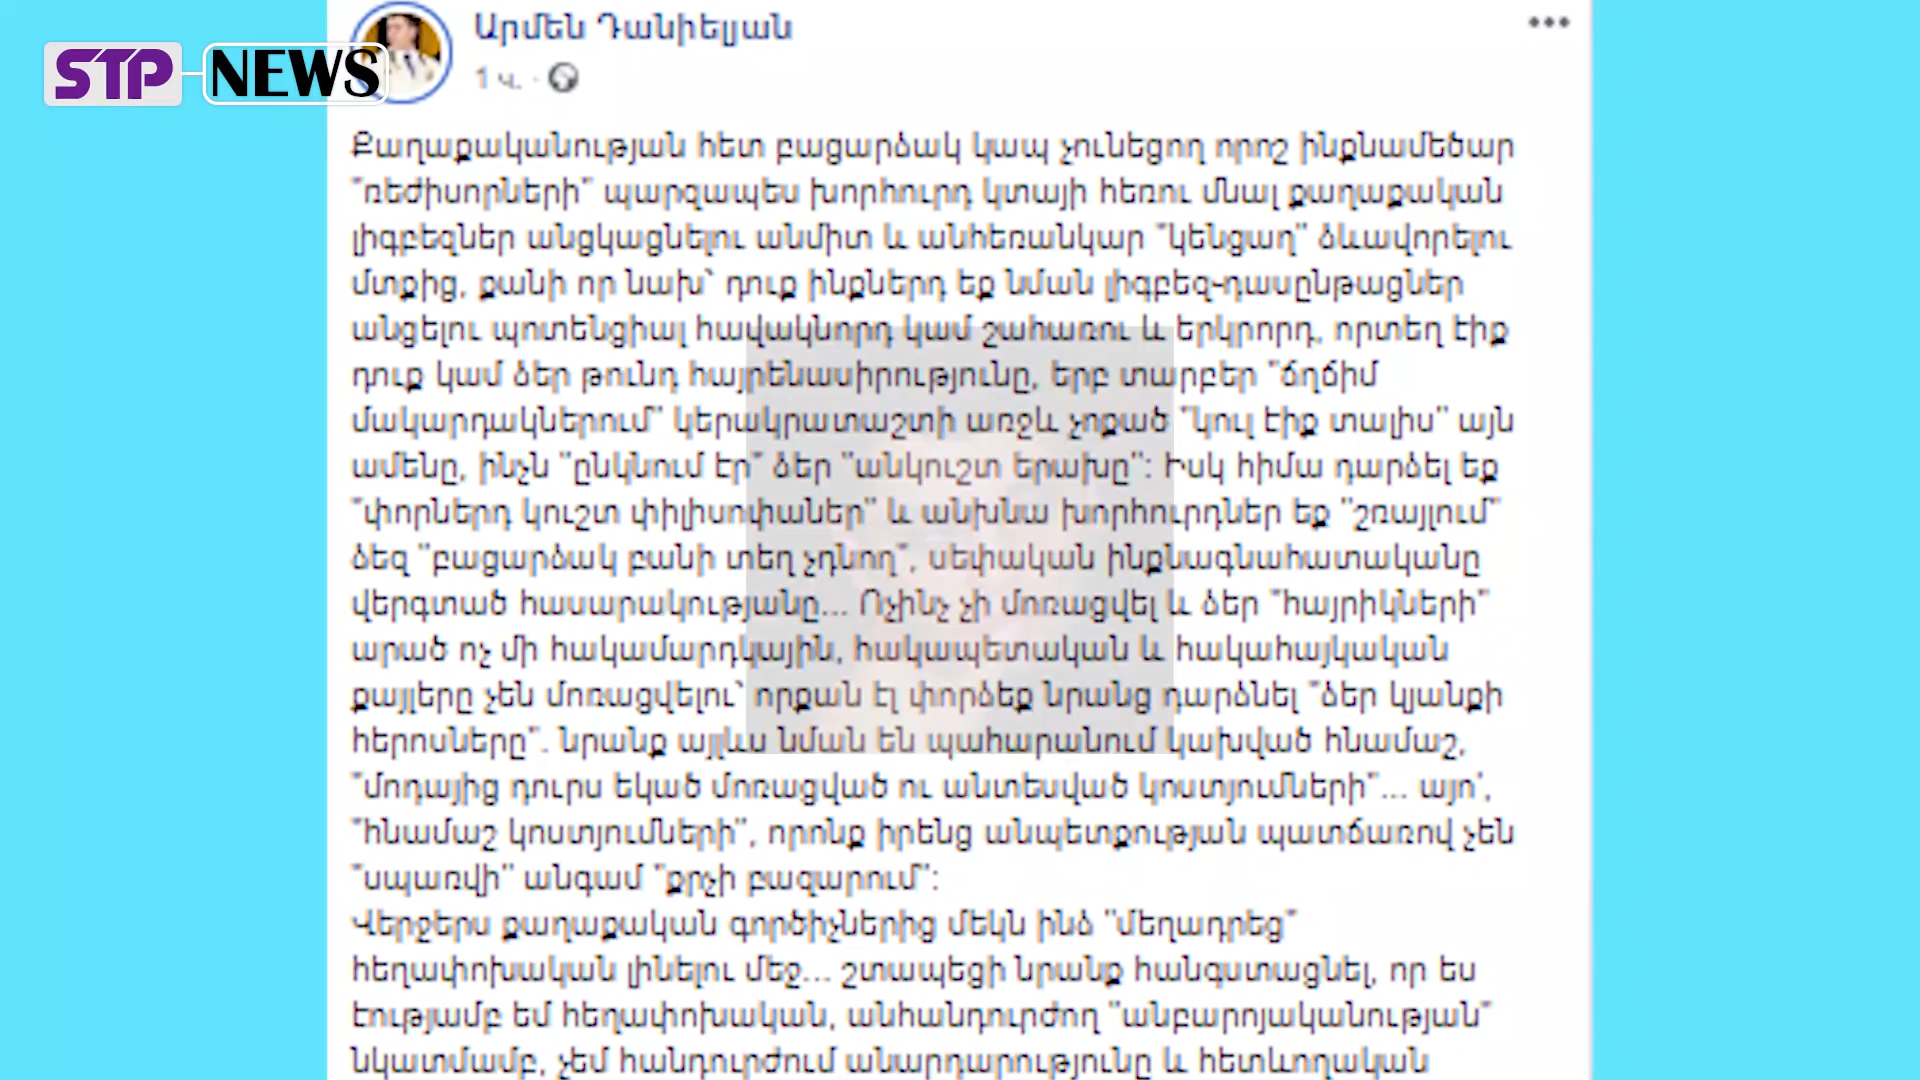 STP NEWS
Արմեն Դանիելյան
1 ժ. ·
Քաղաքականության հետ բացարձակ կապ չունեցող որոշ ինքնամեծար
"ռեժիսորների" պարզապես խորհուրդ կտայի հեռու մնալ քաղաքական
լիգբեզներ անցկացնելու անմիտ և անհեռանկար "կենցաղ" ձևավորելու
մտքից, քանի որ նախ՝ դուք ինքներդ եք նման լիգբեզ-դասընթացներ
անցելու պոտենցիալ հավակնորդ կամ շահառու և երկրորդ, որտեղ էիք
դուք կամ ձեր թունդ հայրենասիրությունը, երբ տարբեր "ճղճիմ
մակարդակներում" կերակրատաշտի առջև չոքած "կուլ էիք տալիս" այն
ամենը, ինչն "ընկնում էր" ձեր "անկուշտ երախը": Իսկ հիմա դարձել եք
"փորներդ կուշտ փիլիսոփաներ" և անխնա խորհուրդներ եք "շռայլում"
ձեզ "բացարձակ բանի տեղ չդնող", սեփական ինքնագնահատականը
վերգտած հասարակությանը... Ոչինչ չի մոռացվել և ձեր "հայրիկների"
արած ոչ մի հակամարդկային, հակապետական և հակահայկական
քայլերը չեն մոռացվելու՝ որքան էլ փորձեք նրանց դարձնել "ձեր կյանքի
հերոսները". նրանք այլևս նման են պահարանում կախված հնամաշ,
"մոդայից դուրս եկած մոռացված ու անտեսված կոստյումների"... այո',
"հնամաշ կոստյումների", որոնք իրենց անպետքության պատճառով չեն
"սպառվի" անգամ "քրչի բազարում":
Վերջերս քաղաքական գործիչներից մեկն ինձ "մեղադրեց"
հեղափոխական լինելու մեջ... շտապեցի նրանք հանգստացնել, որ ես
էությամբ եմ հեղափոխական, անհանդուրժող "անբարոյականության"
նկատմամբ, չեմ հանդուրժում անարդարությունը և հետևողական